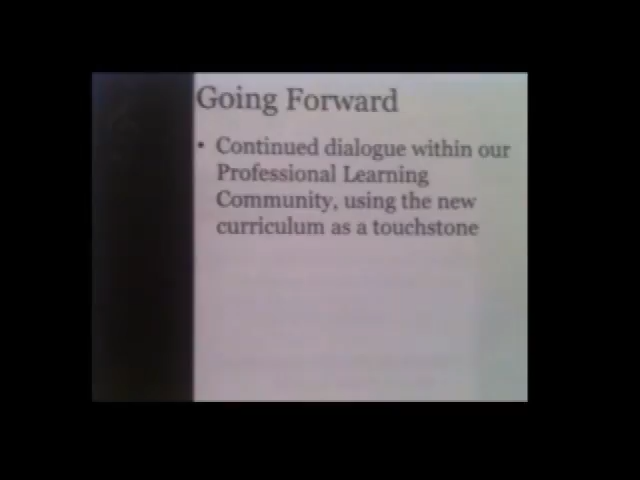 Going Forward
• Continued dialogue within our
Professional Learning
Community, using the new
curriculum as a touchstone